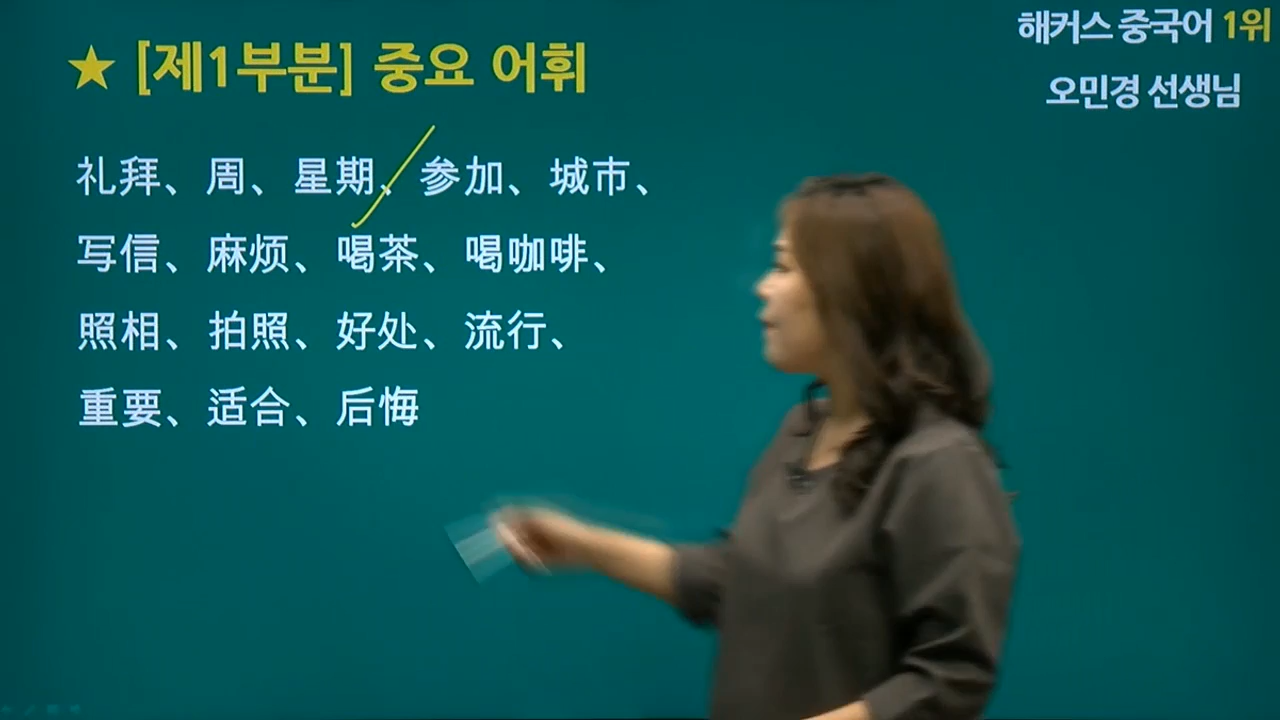 ★ [제1부분] 중요 어휘
해커스 중국어 1위
오민경 선생님
礼拜、周、星期、参加、城市、
写信、麻烦、喝茶、喝咖啡、
照相、拍照、好处、流行、
重要、适合、后悔